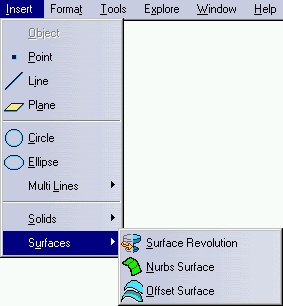 Insert Format Tools Explore Window Help
Object
Point
Line
Plane
Circle
Ellipse
Multi Lines
Solids
Surfaces
Surface Revolution
Nurbs Surface
Offset Surface